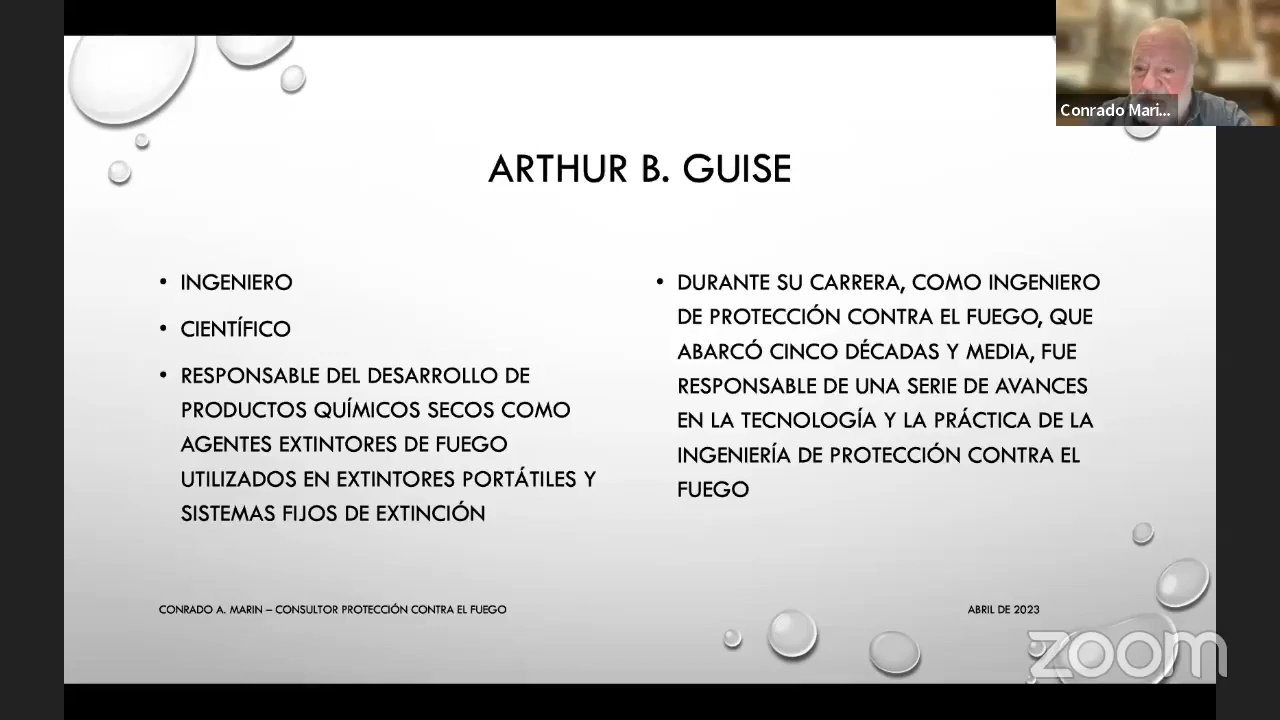 Conrado Mari...
ARTHUR B. GUISE
• INGENIERO
• CIENTÍFICO
• RESPONSABLE DEL DESARROLLO DE
PRODUCTOS QUÍMICOS SECOS COMO
AGENTES EXTINTORES DE FUEGO
UTILIZADOS EN EXTINTORES PORTÁTILES Y
SISTEMAS FIJOS DE EXTINCIÓN
• DURANTE SU CARRERA, COMO INGENIERO
DE PROTECCIÓN CONTRA EL FUEGO, QUE
ABARCÓ CINCO DÉCADAS Y MEDIA, FUE
RESPONSABLE DE UNA SERIE DE AVANCES
EN LA TECNOLOGÍA Y LA PRÁCTICA DE LA
INGENIERÍA DE PROTECCIÓN CONTRA EL
FUEGO
CONRADO A. MARIN – CONSULTOR PROTECCIÓN CONTRA EL FUEGO
ABRIL DE 2023
zoom